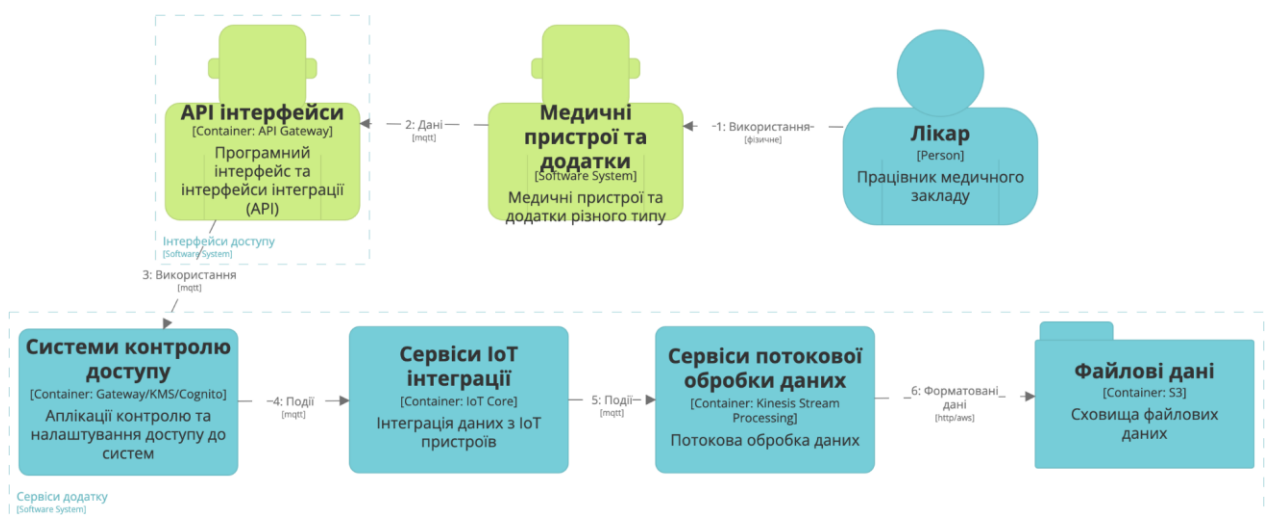 API інтерфейси
[Container: API Gateway]
Програмний
інтерфейс та
інтерфейси інтеграції
(API)
Інтерфейси доступу
[Software System]
2: Дані
[mqtt]
Медичні
пристрої та
додатки
[Software System]
Медичні пристрої та
додатки різного типу
1: Використання
[фізичне]
Лікар
[Person]
Працівник медичного
закладу
3: Використання
[mqtt]
Системи контролю
доступу
[Container: Gateway/KMS/Cognito]
Аплікації контролю та
налаштування доступу до
систем
4: Події
[mqtt]
Сервіси IoT
інтеграції
[Container: IoT Core]
Інтеграція даних з IoT
пристроїв
5: Події
[mqtt]
Сервіси потокової
обробки даних
[Container: Kinesis Stream
Processing]
Потокова обробка даних
6: Форматовані
дані
[http/aws]
Файлові дані
[Container: S3]
Сховища файлових
даних
Сервіси додатку
[Software System]